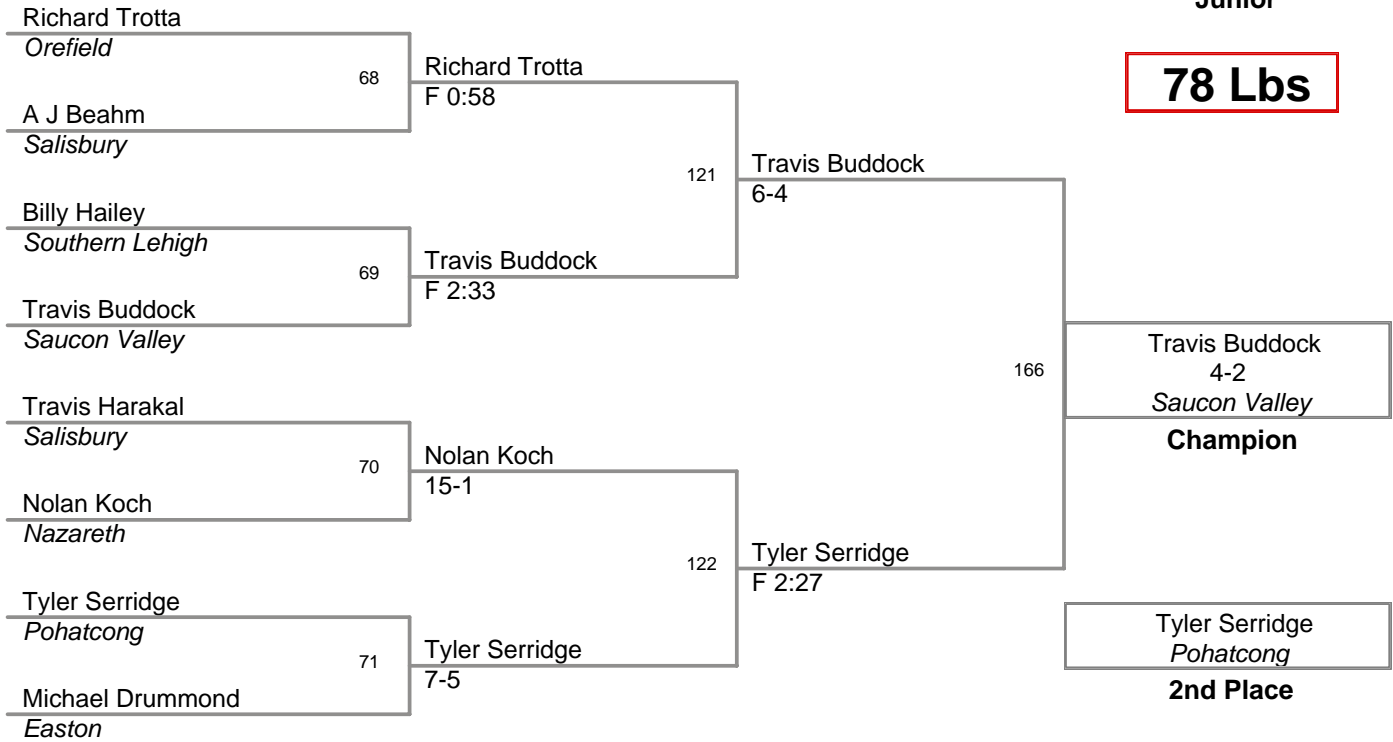 Junior
78 Lbs
Richard Trotta
Orefield
68
A J Beahm
Salisbury
Richard Trotta
F 0:58
Billy Hailey
Southern Lehigh
69
Travis Buddock
Saucon Valley
Travis Buddock
F 2:33
121
Travis Buddock
6-4
Travis Harakal
Salisbury
70
Nolan Koch
Nazareth
Nolan Koch
15-1
Tyler Serridge
Pohatcong
71
Michael Drummond
Easton
Tyler Serridge
7-5
122
Tyler Serridge
F 2:27
166
Travis Buddock
4-2
Saucon Valley
Champion
Tyler Serridge
Pohatcong
2nd Place